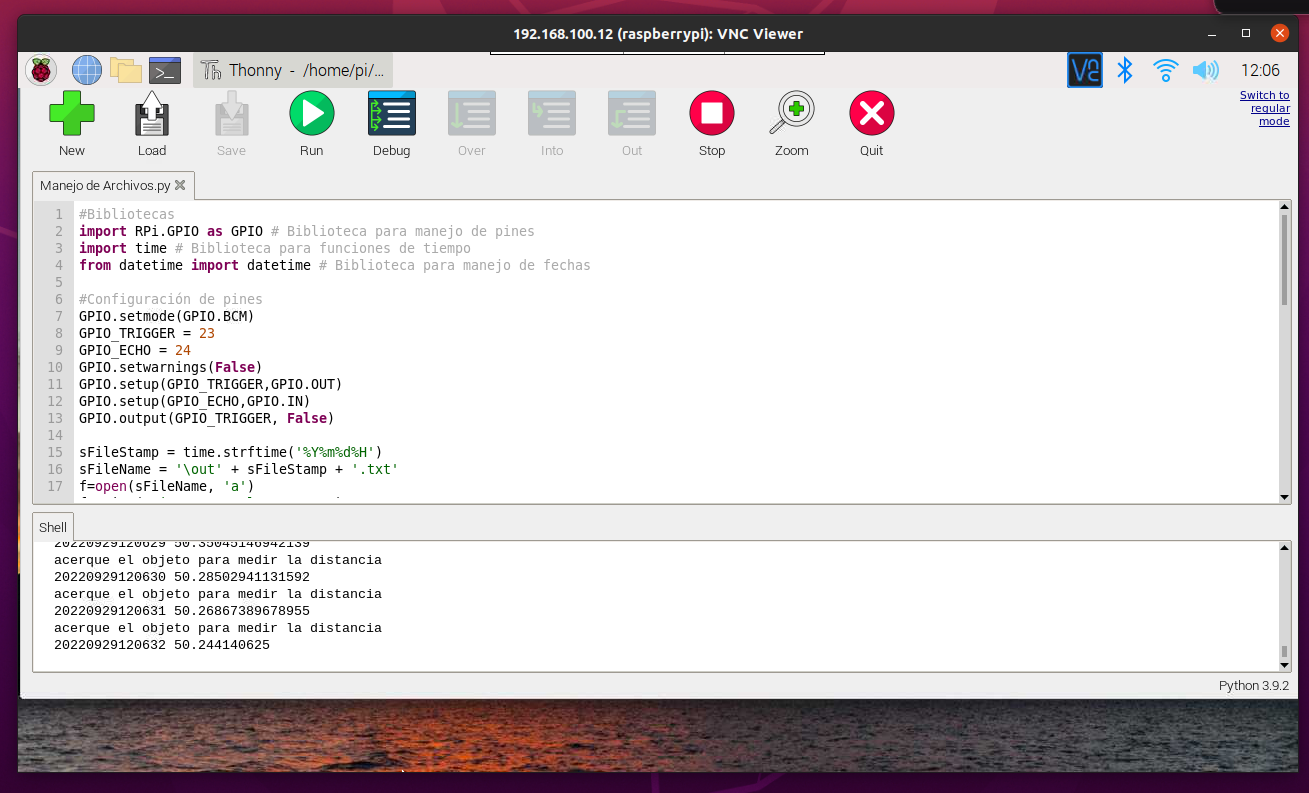 192.168.100.12 (raspberrypi): VNC Viewer
Thonny - /home/pi/...
12:06
Switch to
regular
mode
New Load Save Run Debug Over Into Out Stop Zoom Quit
Manejo de Archivos.py
1 #Bibliotecas
2 import RPi.GPIO as GPIO # Biblioteca para manejo de pines
3 import time # Biblioteca para funciones de tiempo
4 from datetime import datetime # Biblioteca para manejo de fechas
5
6 #Configuración de pines
7 GPIO.setmode(GPIO.BCM)
8 GPIO_TRIGGER = 23
9 GPIO_ECHO = 24
10 GPIO.setwarnings(False)
11 GPIO.setup(GPIO_TRIGGER,GPIO.OUT)
12 GPIO.setup(GPIO_ECHO,GPIO.IN)
13 GPIO.output(GPIO_TRIGGER, False)
14
15 sFileStamp = time.strftime('%Y%m%d%H')
16 sFileName = '\out' + sFileStamp + '.txt'
17 f=open(sFileName, 'a')
Shell
20220929120629 50.35045146942139
acerque el objeto para medir la distancia
20220929120630 50.28502941131592
acerque el objeto para medir la distancia
20220929120631 50.26867389678955
acerque el objeto para medir la distancia
20220929120632 50.244140625
Python 3.9.2